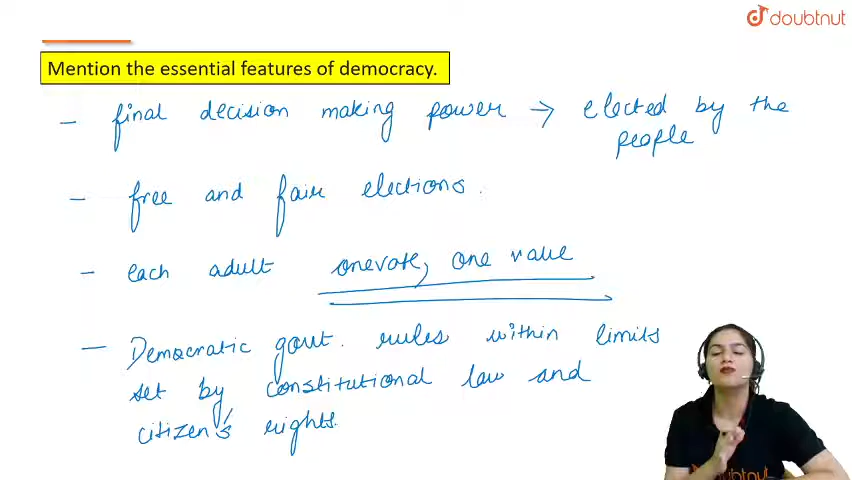 doubtnut
Mention the essential features of democracy.
- final decision making power → elected by the
people
- free and fair elections.
- each adult one vote, one value
- Democratic govt. rules within limits
set by constitutional law and
citizen's rights.
doubtnut